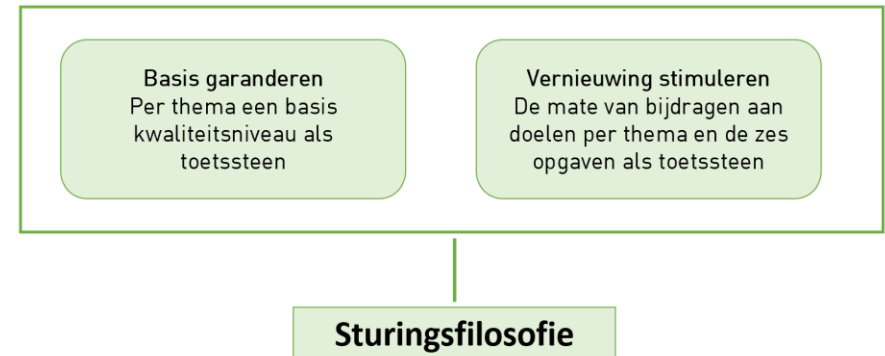 Basis garanderen
Per thema een basis
kwaliteitsniveau als
toetssteen
Vernieuwing stimuleren
De mate van bijdragen aan
doelen per thema en de zes
opgaven als toetssteen
Sturingsfilosofie